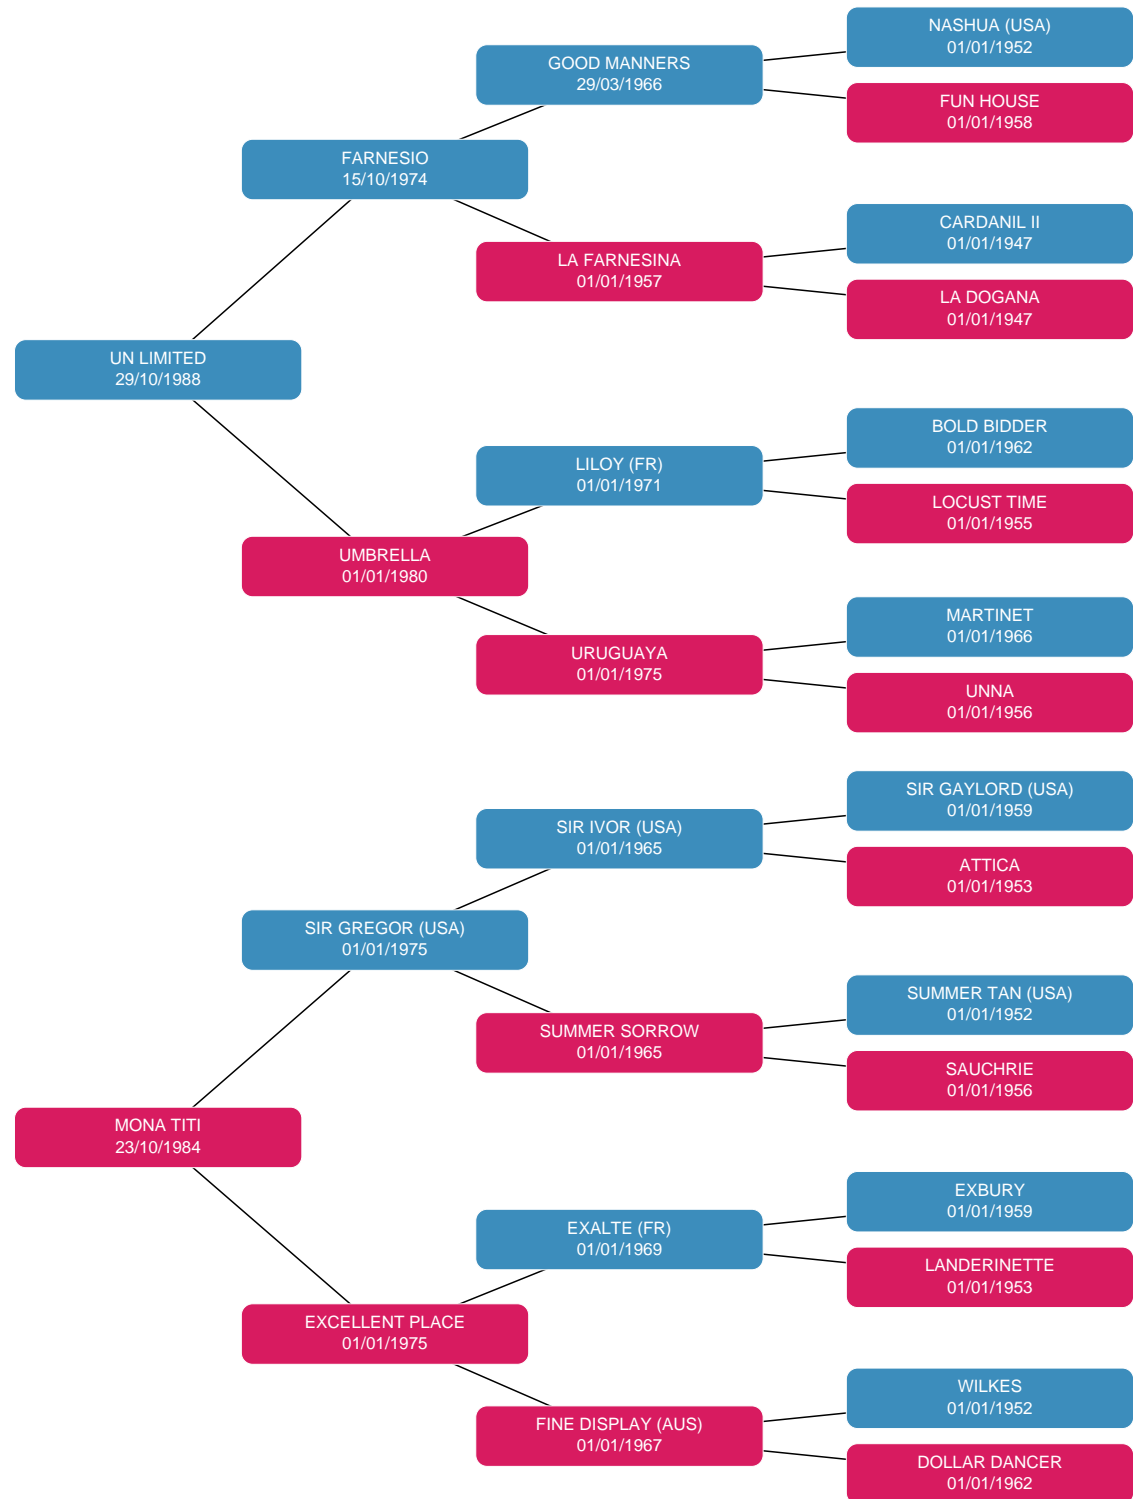 NASHUA (USA)
01/01/1952
GOOD MANNERS
29/03/1966
FUN HOUSE
01/01/1958
FARNESIO
15/10/1974
CARDANIL II
01/01/1947
LA FARNESINA
01/01/1957
LA DOGANA
01/01/1947
UN LIMITED
29/10/1988
BOLD BIDDER
01/01/1962
LILOY (FR)
01/01/1971
LOCUST TIME
01/01/1955
UMBRELLA
01/01/1980
MARTINET
01/01/1966
URUGUAYA
01/01/1975
UNNA
01/01/1956
SIR GAYLORD (USA)
01/01/1959
SIR IVOR (USA)
01/01/1965
ATTICA
01/01/1953
SIR GREGOR (USA)
01/01/1975
SUMMER TAN (USA)
01/01/1952
SUMMER SORROW
01/01/1965
SAUCHRIE
01/01/1956
MONA TITI
23/10/1984
EXBURY
01/01/1959
EXALTE (FR)
01/01/1969
LANDERINETTE
01/01/1953
EXCELLENT PLACE
01/01/1975
WILKES
01/01/1952
FINE DISPLAY (AUS)
01/01/1967
DOLLAR DANCER
01/01/1962